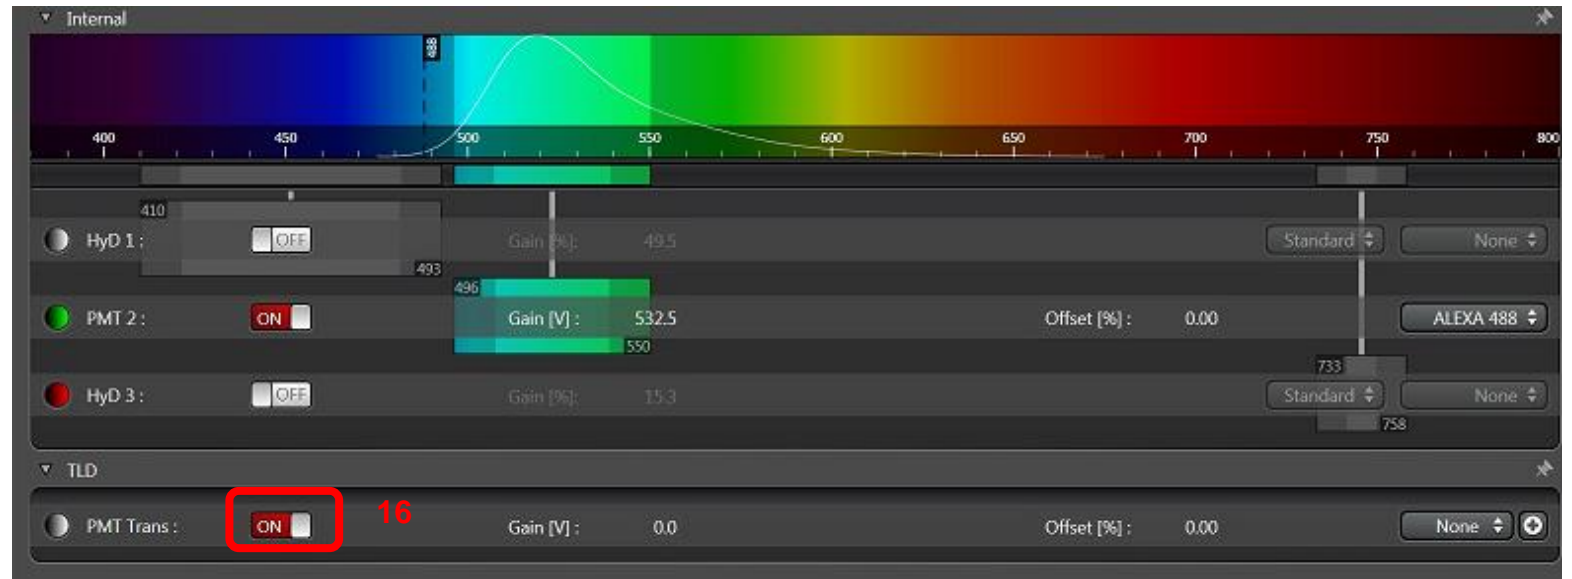 Internal
488
400 450 500 550 600 650 700 750 800
410
HyD 1 : OFF Gain [%]: 49.5 Standard None
493
496
PMT 2 : ON Gain [V] : 532.5 Offset [%] : 0.00 ALEXA 488
550
733
HyD 3 : OFF Gain [%]: 15.3 Standard None
758
TLD
PMT Trans : ON 16 Gain [V] : 0.0 Offset [%] : 0.00 None